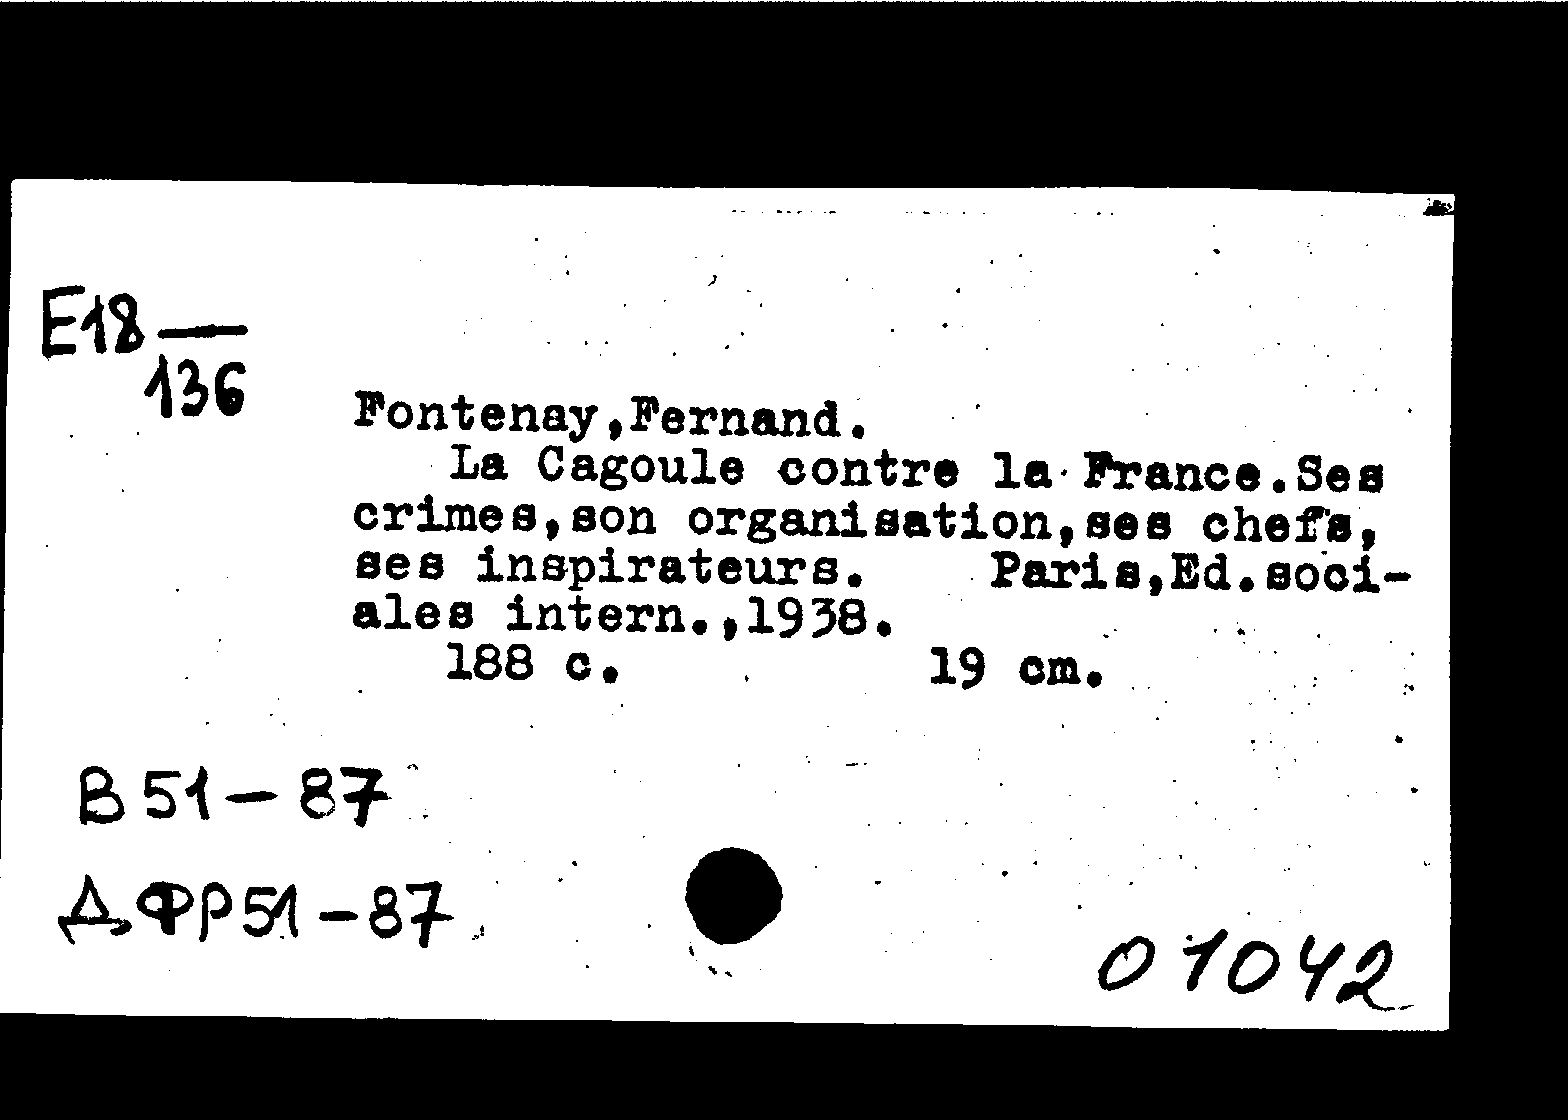 E18 —
136
Fontenay,Fernand.
La Cagoule contre la France.Ses
crimes,son organisation,ses chefs,
ses inspirateurs. Paris,Ed.soci-
ales intern.,1938.
188 c. 19 cm.
В 51 — 87
ДФР51 – 87
01042